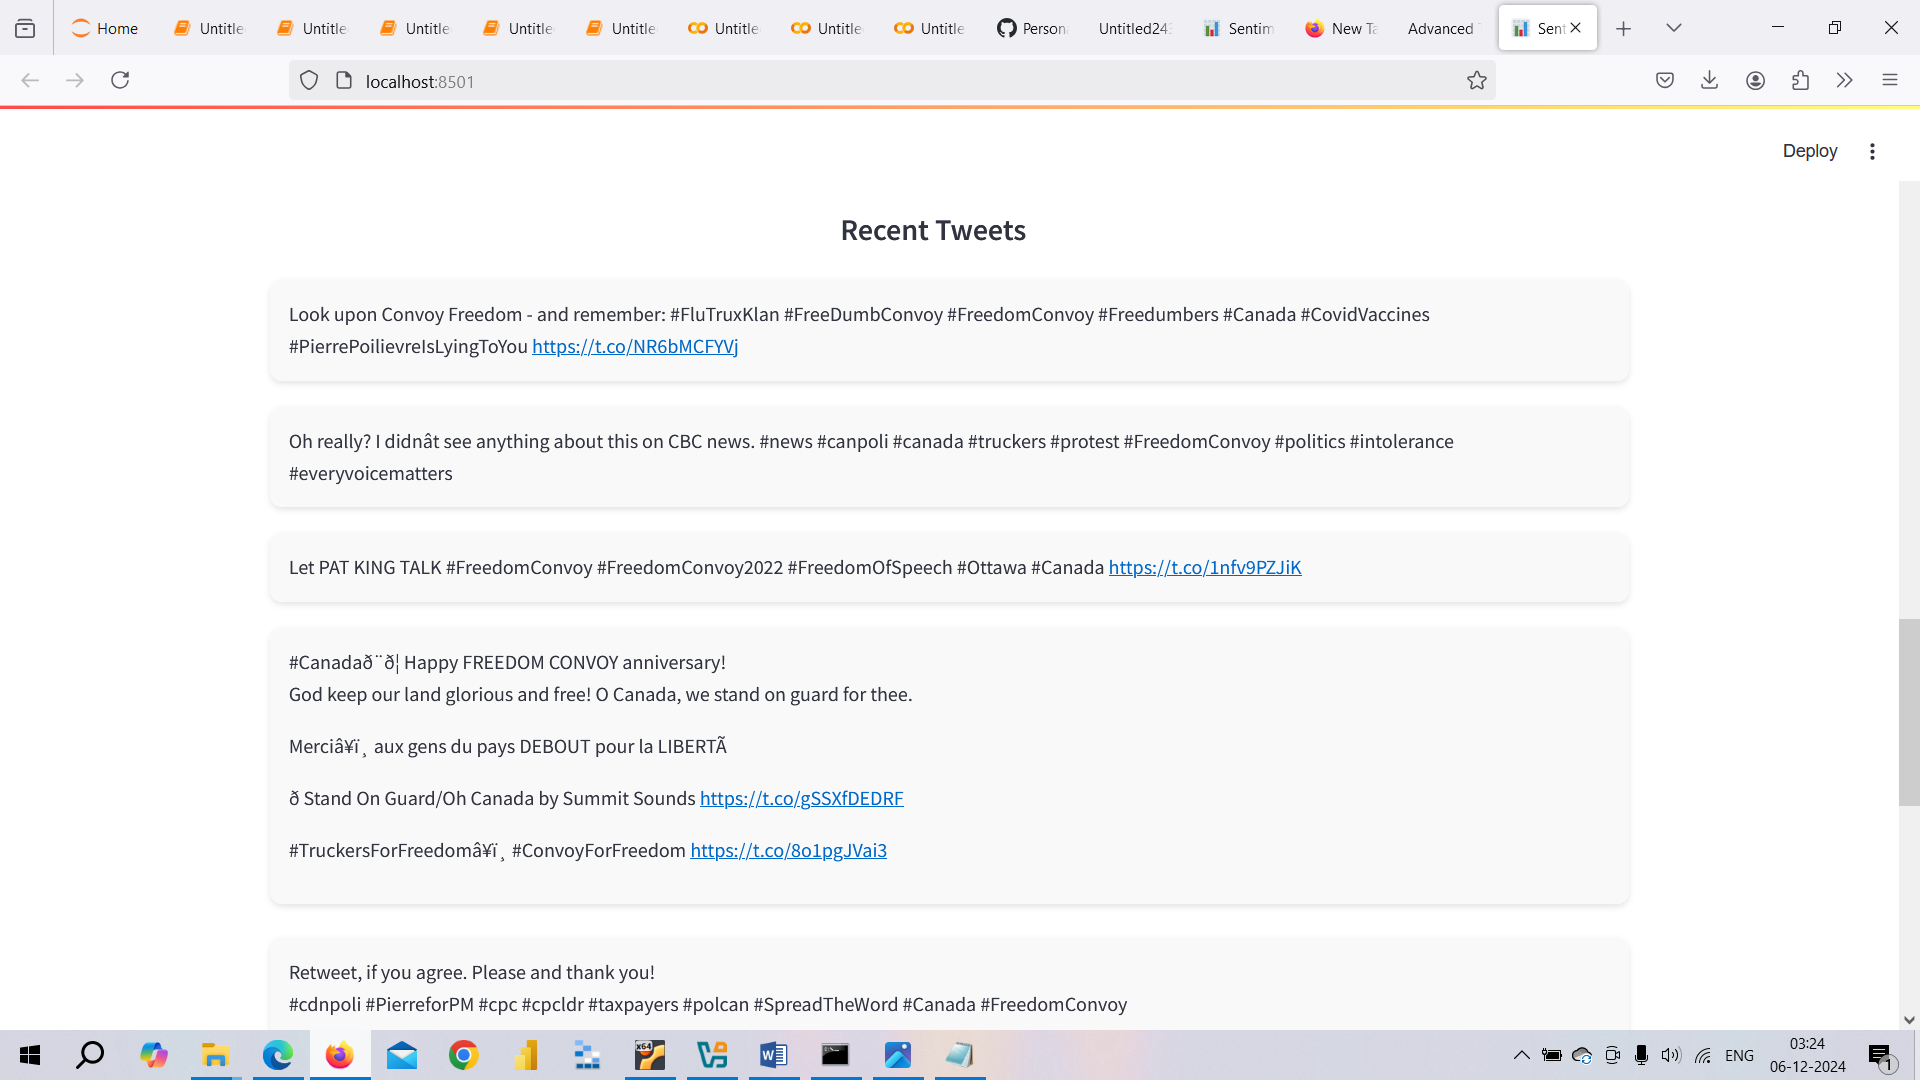 Home
Untitle
Untitle
Untitle
Untitle
Untitle
Untitle
Untitle
Untitle
Person
Untitled24
Sentim
New Ta
Advanced
Sent
localhost:8501
Deploy
Recent Tweets
Look upon Convoy Freedom - and remember: #FluTruxKlan #FreeDumbConvoy #FreedomConvoy #Freedumbers #Canada #CovidVaccines
#PierrePoilievreIsLyingToYou https://t.co/NR6bMCFYVj
Oh really? I didnât see anything about this on CBC news. #news #canpoli #canada #truckers #protest #FreedomConvoy #politics #intolerance
#everyvoicematters
Let PAT KING TALK #FreedomConvoy #FreedomConvoy2022 #FreedomOfSpeech #Ottawa #Canada https://t.co/1nfv9PZJiK
#Canadað¨ð¦ Happy FREEDOM CONVOY anniversary!
God keep our land glorious and free! O Canada, we stand on guard for thee.
Merciâ¥ï¸ aux gens du pays DEBOUT pour la LIBERTÃ
ð Stand On Guard/Oh Canada by Summit Sounds https://t.co/gSSXfDEDRF
#TruckersForFreedomâ¥ï¸ #ConvoyForFreedom https://t.co/8o1pgJVai3
Retweet, if you agree. Please and thank you!
#cdnpoli #PierreforPM #cpc #cpcldr #taxpayers #polcan #SpreadTheWord #Canada #FreedomConvoy
x64
ENG
03:24
06-12-2024
1